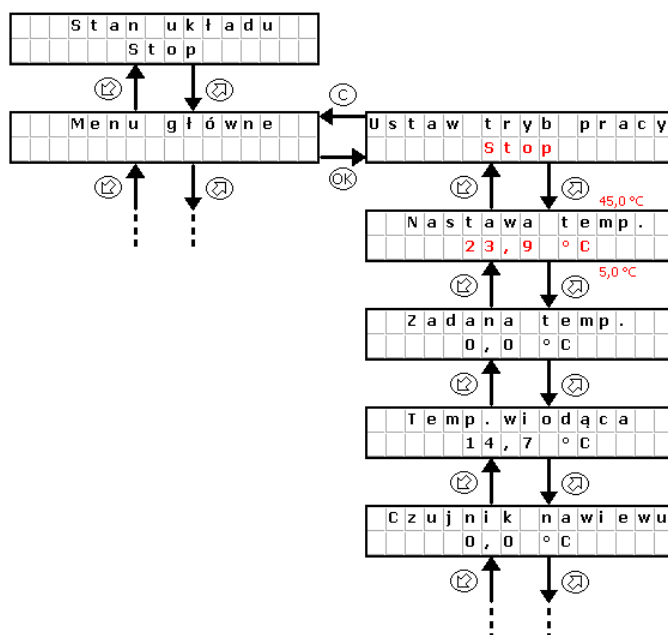 Stan układu
Stop
C
Menu główne
Ustaw tryb pracy
Stop
OK
45,0 °C
Nastawa temp.
23,9 °C
5,0 °C
Zadana temp.
0,0 °C
Temp.wiodąca
14,7 °C
Czujnik nawiewu
0,0 °C